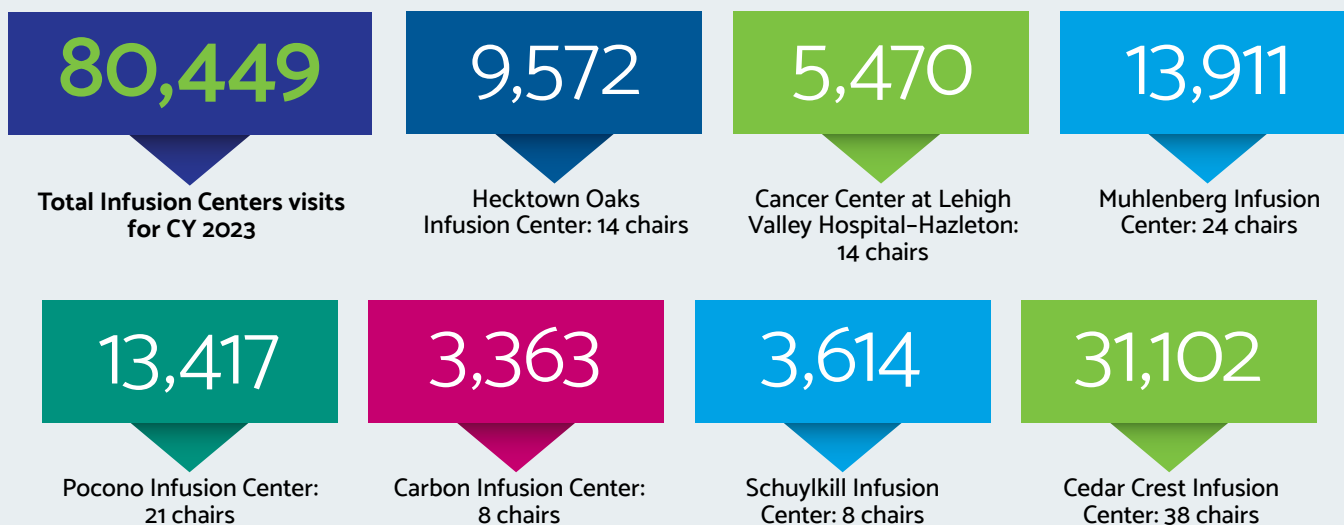 80,449
Total Infusion Centers visits
for CY 2023
9,572
Hecktown Oaks
Infusion Center: 14 chairs
5,470
Cancer Center at Lehigh
Valley Hospital–Hazleton:
14 chairs
13,911
Muhlenberg Infusion
Center: 24 chairs
13,417
Pocono Infusion Center:
21 chairs
3,363
Carbon Infusion Center:
8 chairs
3,614
Schuylkill Infusion
Center: 8 chairs
31,102
Cedar Crest Infusion
Center: 38 chairs